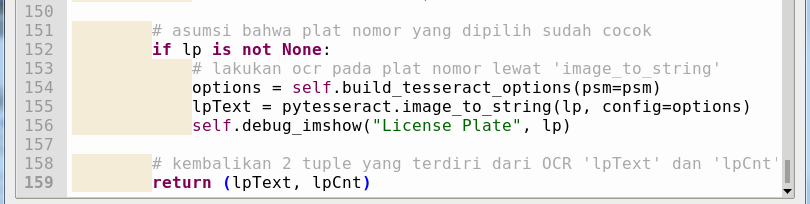 150
151 # asumsi bahwa plat nomor yang dipilih sudah cocok
152 if lp is not None:
153 # lakukan ocr pada plat nomor lewat 'image_to_string'
154 options = self.build_tesseract_options(psm=psm)
155 lpText = pytesseract.image_to_string(lp, config=options)
156 self.debug_imshow("License Plate", lp)
157
158 # kembalikan 2 tuple yang terdiri dari OCR 'lpText' dan 'lpCnt'
159 return (lpText, lpCnt)